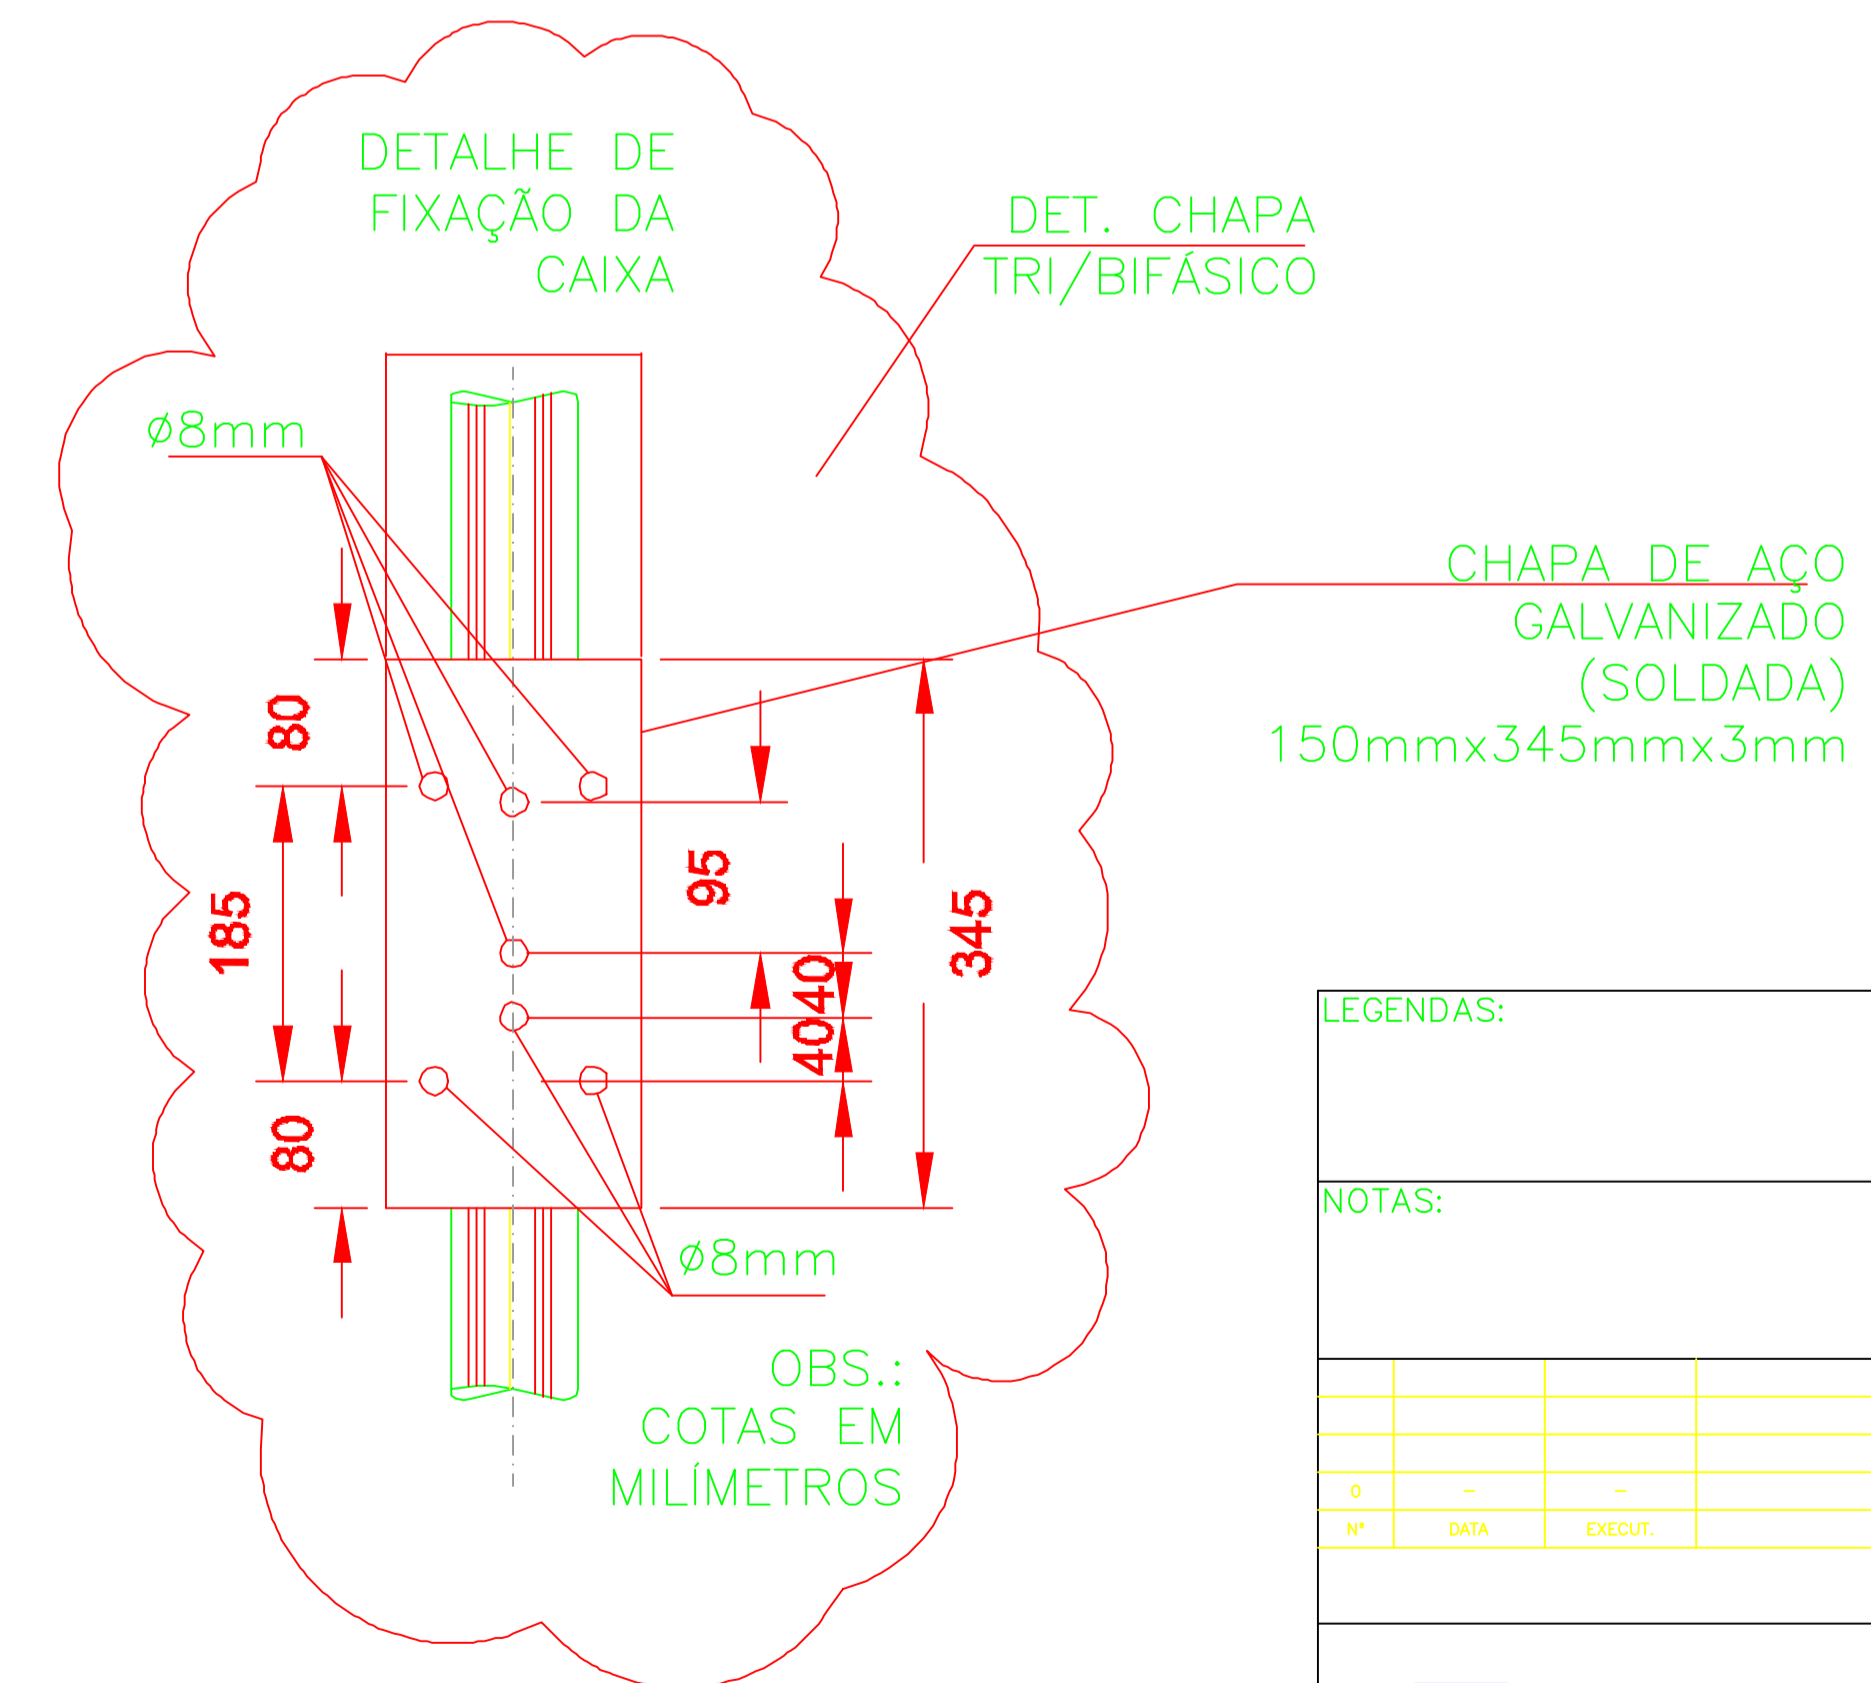 DETALHE DE
FIXAÇÃO DA
CAIXA
DET. CHAPA
TRI/BIFÁSICO
ø8mm
CHAPA DE AÇO
GALVANIZADO
(SOLDADA)
150mmx345mmx3mm
80
185
80
95
40
40
345
ø8mm
OBS.:
COTAS EM
MILÍMETROS
LEGENDAS:
NOTAS:
0 - -
N° DATA EXECUT.